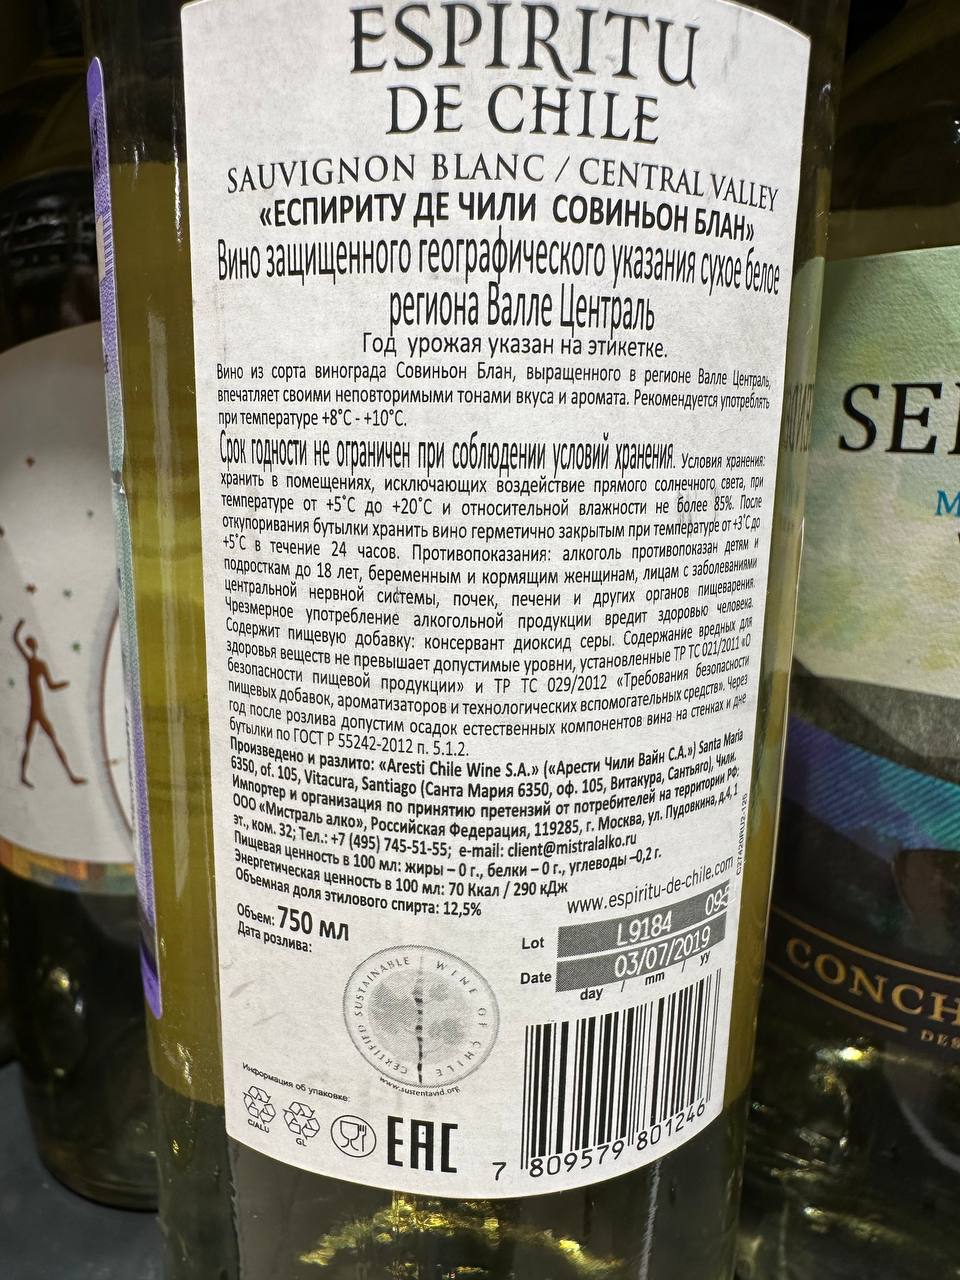 ESPIRITU
DE CHILE
SAUVIGNON BLANC / CENTRAL VALLEY
«ЕСПИРИТУ ДЕ ЧИЛИ СОВИНЬОН БЛАН»
Вино защищенного географического указания сухое белое
региона Валле Централь
Год урожая указан на этикетке.
Вино из сорта винограда Совиньон Блан, выращенного в регионе Валле Централь,
впечатляет своими неповторимыми тонами вкуса и аромата. Рекомендуется употреблять
при температуре +8˚С - +10˚С.
Срок годности не ограничен при соблюдении условий хранения. Условия хранения:
хранить в помещениях, исключающих воздействие прямого солнечного света, при
температуре от +5˚С до +20˚С и относительной влажности не более 85%. После
откупоривания бутылки хранить вино герметично закрытым при температуре от +3˚С до
+5˚С в течение 24 часов. Противопоказания: алкоголь противопоказан детям и
подросткам до 18 лет, беременным и кормящим женщинам, лицам с заболеваниями
центральной нервной системы, почек, печени и других органов пищеварения.
Чрезмерное употребление алкогольной продукции вредит здоровью человека.
Содержит пищевую добавку: консервант диоксид серы. Содержание вредных для
здоровья веществ не превышает допустимые уровни, установленные ТР ТС 021/2011 «О
безопасности пищевой продукции» и ТР ТС 029/2012 «Требования безопасности
пищевых добавок, ароматизаторов и технологических вспомогательных средств». Через
год после розлива допустим осадок естественных компонентов вина на стенках и дне
бутылки по ГОСТ Р 55242-2012 п. 5.1.2.
Произведено и разлито: «Aresti Chile Wine S.A.» («Арести Чили Вайн С.А.») Santa Maria
6350, of. 105, Vitacura, Santiago (Санта Мария 6350, оф. 105, Витакура, Сантьяго), Чили.
Импортер и организация по принятию претензий от потребителей на территории РФ:
ООО «Мистраль алко», Российская Федерация, 119285, г. Москва, ул. Пудовкина, д.4, 1
эт., ком. 32; Тел.: +7 (495) 745-51-55; e-mail: client@mistralalko.ru
Пищевая ценность в 100 мл: жиры – 0 г., белки – 0 г., углеводы –0,2 г.
Энергетическая ценность в 100 мл: 70 Ккал / 290 кДж
Объемная доля этилового спирта: 12,5%
www.espiritu-de-chile.com
Объем: 750 мл
Дата розлива:
Lot L9184 09:5
Date 03/07/2019
day / mm / yy
CERTIFIED SUSTAINABLE WINE OF CHILE
www.sustentavid.org
Информация об упаковке:
C/ALU
GL
EAC
7 809579 801246
SEI
M
CONCH
DES